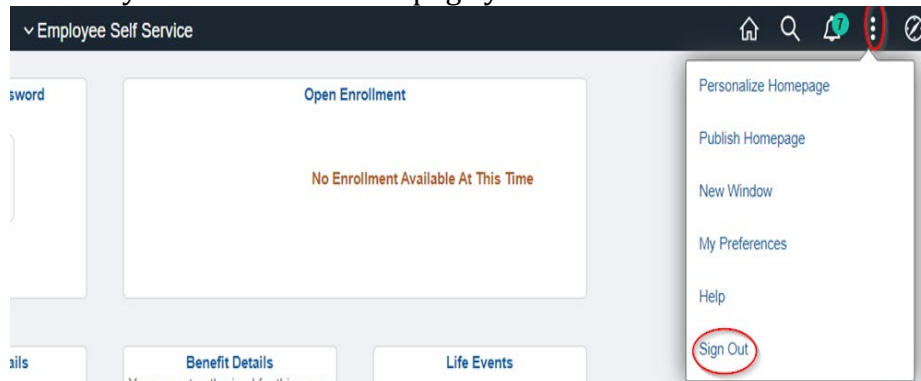 Employee Self Service
7
sword
Open Enrollment
No Enrollment Available At This Time
Personalize Homepage
Publish Homepage
New Window
My Preferences
Help
Sign Out
ails
Benefit Details
Life Events